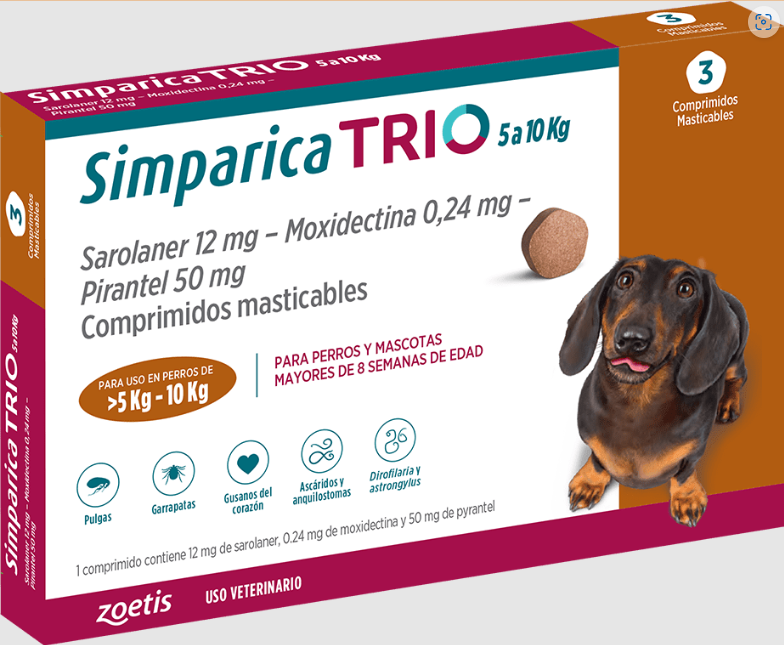 Simparica TRIO 5 a 10 Kg
Sarolaner 12 mg – Moxidectina 0,24 mg –
Pirantel 50 mg
3
Comprimidos
Masticables
3
Comprimidos
Masticables
Simparica TRIO 5 a 10 Kg
Sarolaner 12 mg – Moxidectina 0,24 mg –
Pirantel 50 mg
Comprimidos masticables
PARA USO EN PERROS DE
>5 Kg - 10 Kg
PARA PERROS Y MASCOTAS
MAYORES DE 8 SEMANAS DE EDAD
Pulgas
Garrapatas
Gusanos del
corazón
Ascáridos y
anquilostomas
Dirofilaria y
astrongylus
1 comprimido contiene 12 mg de sarolaner, 0.24 mg de moxidectina y 50 mg de pyrantel
zoetis
USO VETERINARIO
3
Comprimidos
Masticables
Simparica TRIO 5 a 10 Kg
Sarolaner 12 mg – Moxidectina 0,24 mg –
Pirantel 50 mg